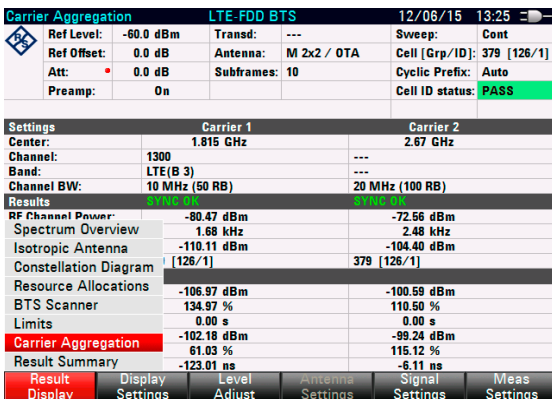 Carrier Aggregation LTE-FDD BTS 12/06/15 13:25
Ref Level: -60.0 dBm Transd: --- Sweep: Cont
Ref Offset: 0.0 dB Antenna: M 2x2 / OTA Cell [Grp/ID]: 379 [126/1]
Att: 0.0 dB Subframes: 10 Cyclic Prefix: Auto
Preamp: On Cell ID status: PASS
Settings Carrier 1 Carrier 2
Center: 1.815 GHz 2.67 GHz
Channel: 1300 ---
Band: LTE(B 3) ---
Channel BW: 10 MHz (50 RB) 20 MHz (100 RB)
Results SYNC OK SYNC OK
RF Channel Power: -80.47 dBm -72.56 dBm
Spectrum Overview 1.68 kHz 2.48 kHz
Isotropic Antenna -110.11 dBm -104.40 dBm
Constellation Diagram [126/1] 379 [126/1]
Resource Allocations -106.97 dBm -100.59 dBm
BTS Scanner 134.97 % 110.50 %
Limits 0.00 s 0.00 s
Carrier Aggregation -102.18 dBm -99.24 dBm
61.03 % 115.12 %
Result Summary -123.01 ns -6.11 ns
Result Display Display Settings Level Adjust Antenna Settings Signal Settings Meas Settings